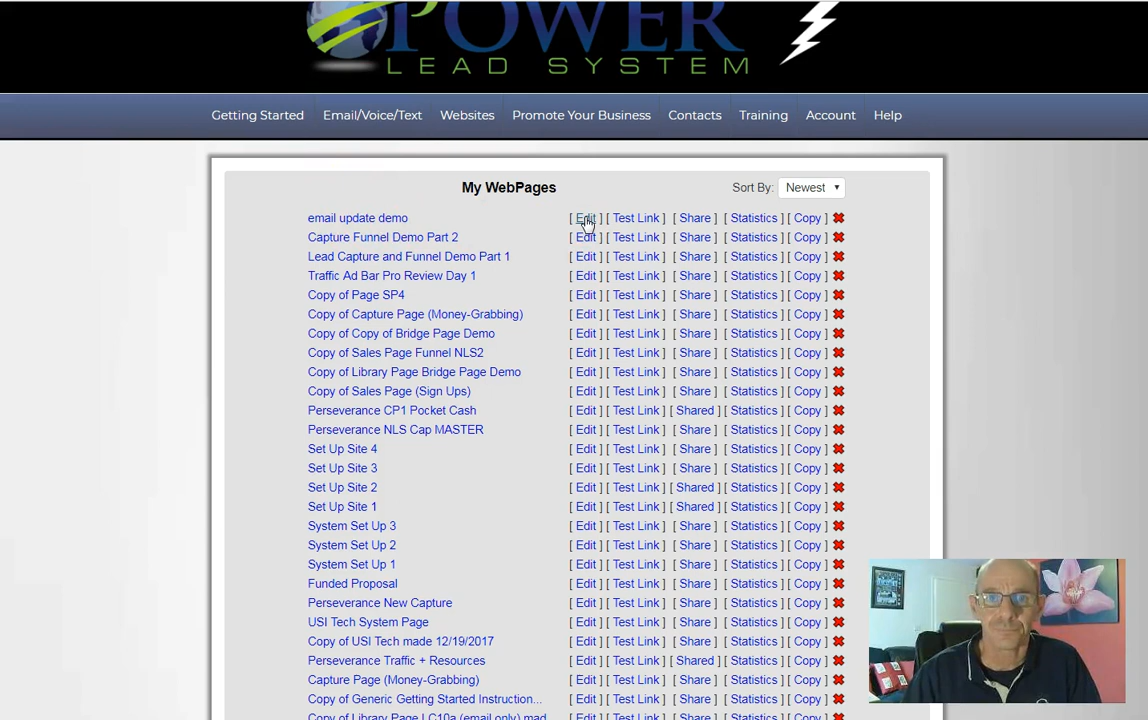 POWER
LEAD SYSTEM
Getting Started Email/Voice/Text Websites Promote Your Business Contacts Training Account Help
My WebPages Sort By: Newest
email update demo [ Edit ] [ Test Link ] [ Share ] [ Statistics ] [ Copy ]
Capture Funnel Demo Part 2 [ Edit ] [ Test Link ] [ Share ] [ Statistics ] [ Copy ]
Lead Capture and Funnel Demo Part 1 [ Edit ] [ Test Link ] [ Share ] [ Statistics ] [ Copy ]
Traffic Ad Bar Pro Review Day 1 [ Edit ] [ Test Link ] [ Share ] [ Statistics ] [ Copy ]
Copy of Page SP4 [ Edit ] [ Test Link ] [ Share ] [ Statistics ] [ Copy ]
Copy of Capture Page (Money-Grabbing) [ Edit ] [ Test Link ] [ Share ] [ Statistics ] [ Copy ]
Copy of Copy of Bridge Page Demo [ Edit ] [ Test Link ] [ Share ] [ Statistics ] [ Copy ]
Copy of Sales Page Funnel NLS2 [ Edit ] [ Test Link ] [ Share ] [ Statistics ] [ Copy ]
Copy of Library Page Bridge Page Demo [ Edit ] [ Test Link ] [ Share ] [ Statistics ] [ Copy ]
Copy of Sales Page (Sign Ups) [ Edit ] [ Test Link ] [ Share ] [ Statistics ] [ Copy ]
Perseverance CP1 Pocket Cash [ Edit ] [ Test Link ] [ Shared ] [ Statistics ] [ Copy ]
Perseverance NLS Cap MASTER [ Edit ] [ Test Link ] [ Share ] [ Statistics ] [ Copy ]
Set Up Site 4 [ Edit ] [ Test Link ] [ Share ] [ Statistics ] [ Copy ]
Set Up Site 3 [ Edit ] [ Test Link ] [ Share ] [ Statistics ] [ Copy ]
Set Up Site 2 [ Edit ] [ Test Link ] [ Shared ] [ Statistics ] [ Copy ]
Set Up Site 1 [ Edit ] [ Test Link ] [ Shared ] [ Statistics ] [ Copy ]
System Set Up 3 [ Edit ] [ Test Link ] [ Share ] [ Statistics ] [ Copy ]
System Set Up 2 [ Edit ] [ Test Link ] [ Share ] [ Statistics ] [ Copy ]
System Set Up 1 [ Edit ] [ Test Link ] [ Share ] [ Statistics ] [ Copy ]
Funded Proposal [ Edit ] [ Test Link ] [ Share ] [ Statistics ] [ Copy ]
Perseverance New Capture [ Edit ] [ Test Link ] [ Share ] [ Statistics ] [ Copy ]
USI Tech System Page [ Edit ] [ Test Link ] [ Share ] [ Statistics ] [ Copy ]
Copy of USI Tech made 12/19/2017 [ Edit ] [ Test Link ] [ Share ] [ Statistics ] [ Copy ]
Perseverance Traffic + Resources [ Edit ] [ Test Link ] [ Shared ] [ Statistics ] [ Copy ]
Capture Page (Money-Grabbing) [ Edit ] [ Test Link ] [ Share ] [ Statistics ] [ Copy ]
Copy of Generic Getting Started Instruction... [ Edit ] [ Test Link ] [ Share ] [ Statistics ] [ Copy ]
Copy of Library Page LC10a (email only) mad... [ Edit ] [ Test Link ] [ Share ] [ Statistics ] [ Copy ]